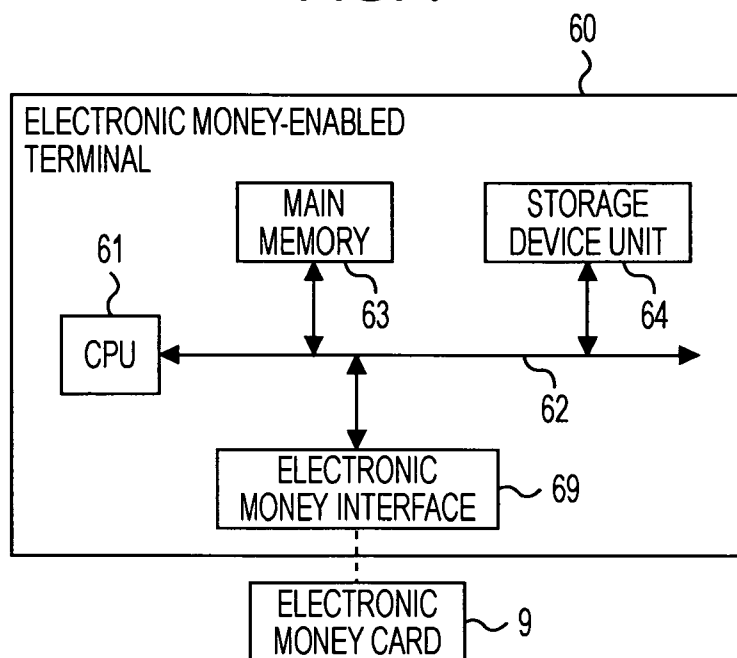 60
ELECTRONIC MONEY-ENABLED
TERMINAL
MAIN
MEMORY
63
STORAGE
DEVICE UNIT
64
61
CPU
62
ELECTRONIC
MONEY INTERFACE
69
ELECTRONIC
MONEY CARD
9